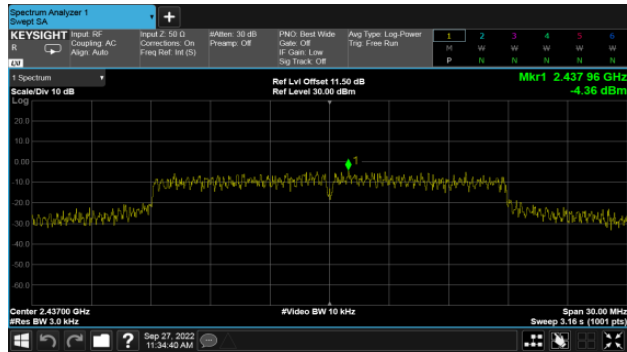 Spectrum Analyzer 1
Swept SA
+
KEYSIGHT Input: RF Input Z: 50 Ω #Atten: 30 dB PNO: Best Wide Avg Type: Log-Power 1 2 3 4 5 6
R Coupling: AC Corrections: On Preamp: Off Gate: Off Trig: Free Run M W W W W W
Align: Auto Freq Ref: Int (S) IF Gain: Low
LXI Sig Track: Off P N N N N N
1 Spectrum Ref Lvl Offset 11.50 dB Mkr1 2.437 96 GHz
Scale/Div 10 dB Ref Level 30.00 dBm -4.36 dBm
Log
20.0
10.0
0.00
1
-10.0
-20.0
-30.0
-40.0
-50.0
-60.0
Center 2.43700 GHz #Video BW 10 kHz Span 30.00 MHz
#Res BW 3.0 kHz Sweep 3.16 s (1001 pts)
? Sep 27, 2022
11:34:40 AM